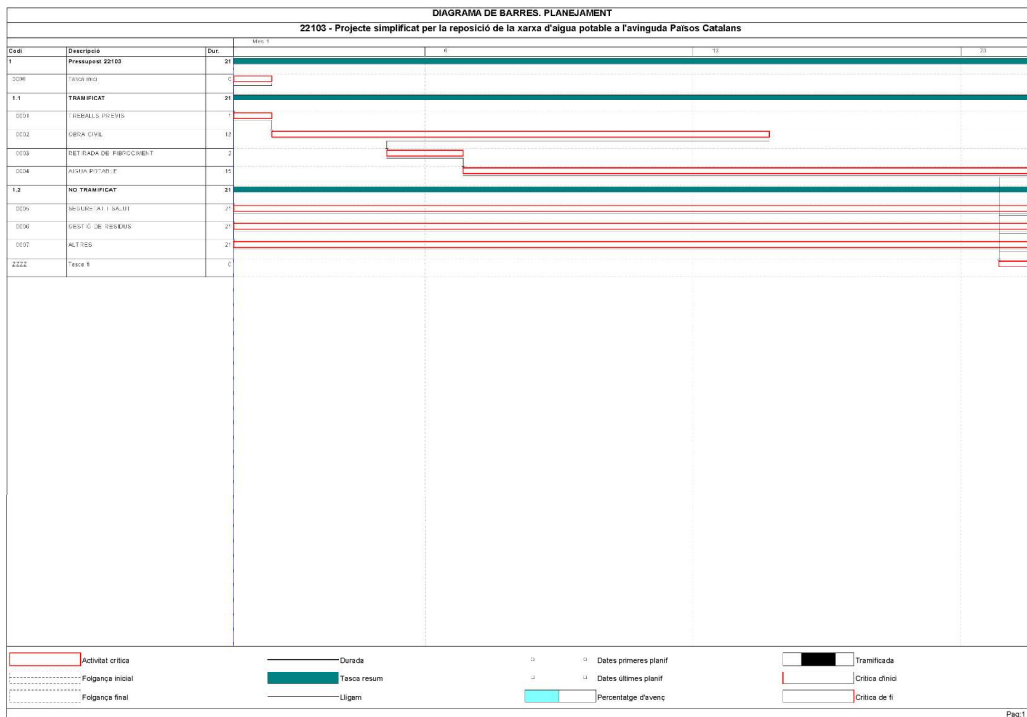 DIAGRAMA DE BARRES. PLANEJAMENT
22103 - Projecte simplificat per la reposició de la xarxa d'aigua potable a l'avinguda Països Catalans
Mes 1
6 13 20
Codi Descripció Dur.
1 Pressupost 22103 21
Tasca inici 0
1.1 TRAMIFICAT 21
0001 TREBALLS PREVIS 1
0002 OBRA CIVIL 13
0003 RETIRADA DE FIBROCIMENT 2
0004 AIGUA POTABLE 15
1.2 NO TRAMIFICAT 21
0005 SEGURETAT I SALUT 21
0006 GESTIÓ DE RESIDUS 21
0007 ALTRES 21
ZZZZ Tasca fi 0
Activitat crítica Durada Dates primeres planif Tramificada
Folgança inicial Tasca resum Dates últimes planif Crítica d'inici
Folgança final Lligam Percentatge d'avenç Crítica de fi
Pag:1